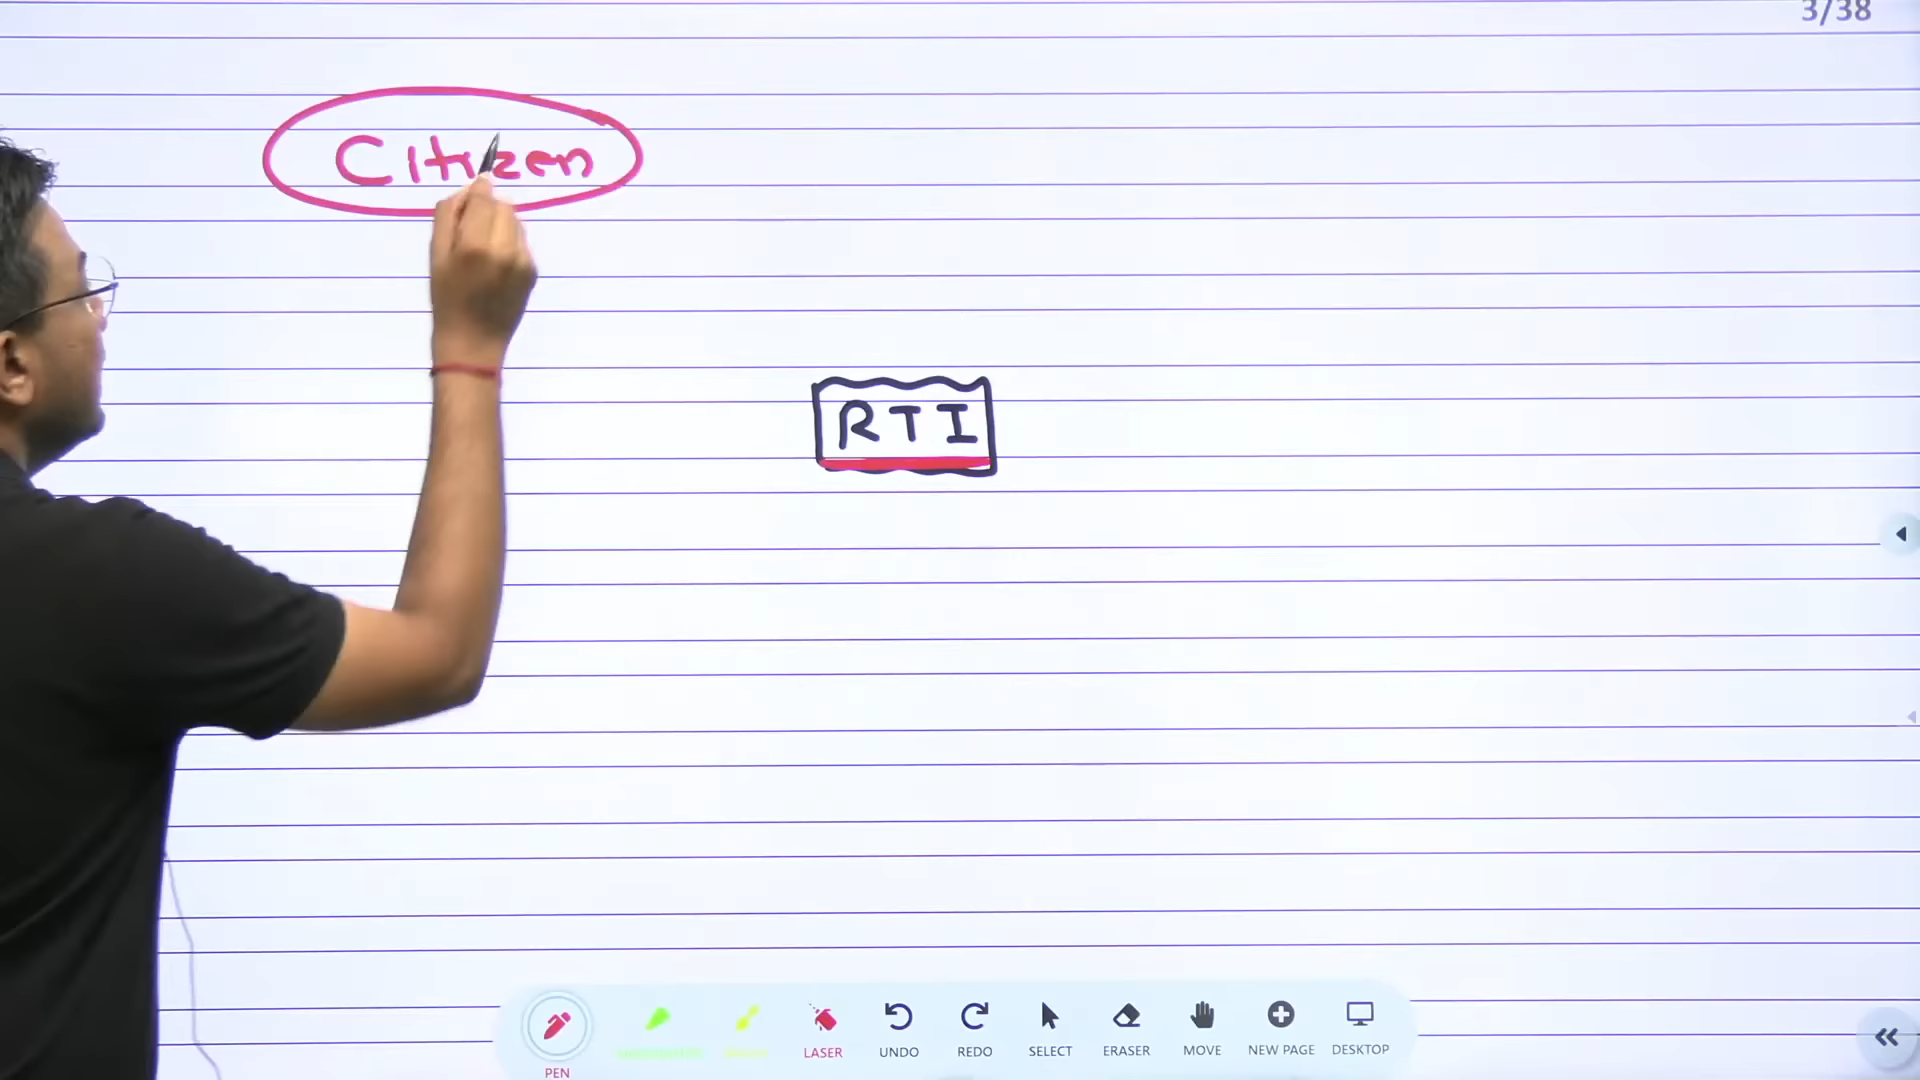 3/38
Citizen
RTI
PEN
LASER
UNDO
REDO
SELECT
ERASER
MOVE
NEW PAGE
DESKTOP